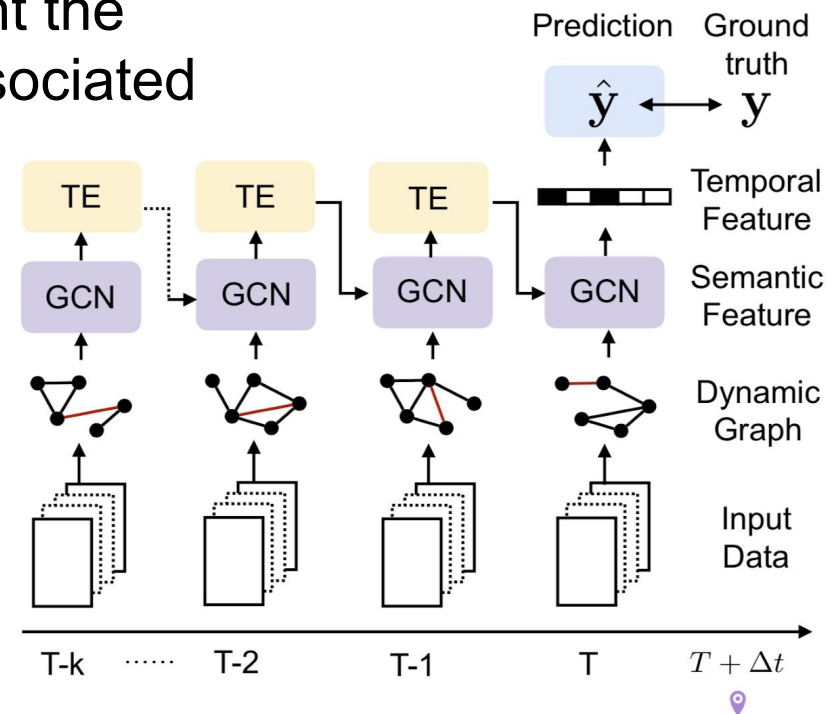 nt the
sociated
Prediction
Ground
truth
ŷ
y
TE
TE
TE
Temporal
Feature
GCN
GCN
GCN
GCN
Semantic
Feature
Dynamic
Graph
Input
Data
T-k ...... T-2 T-1 T T + Δt